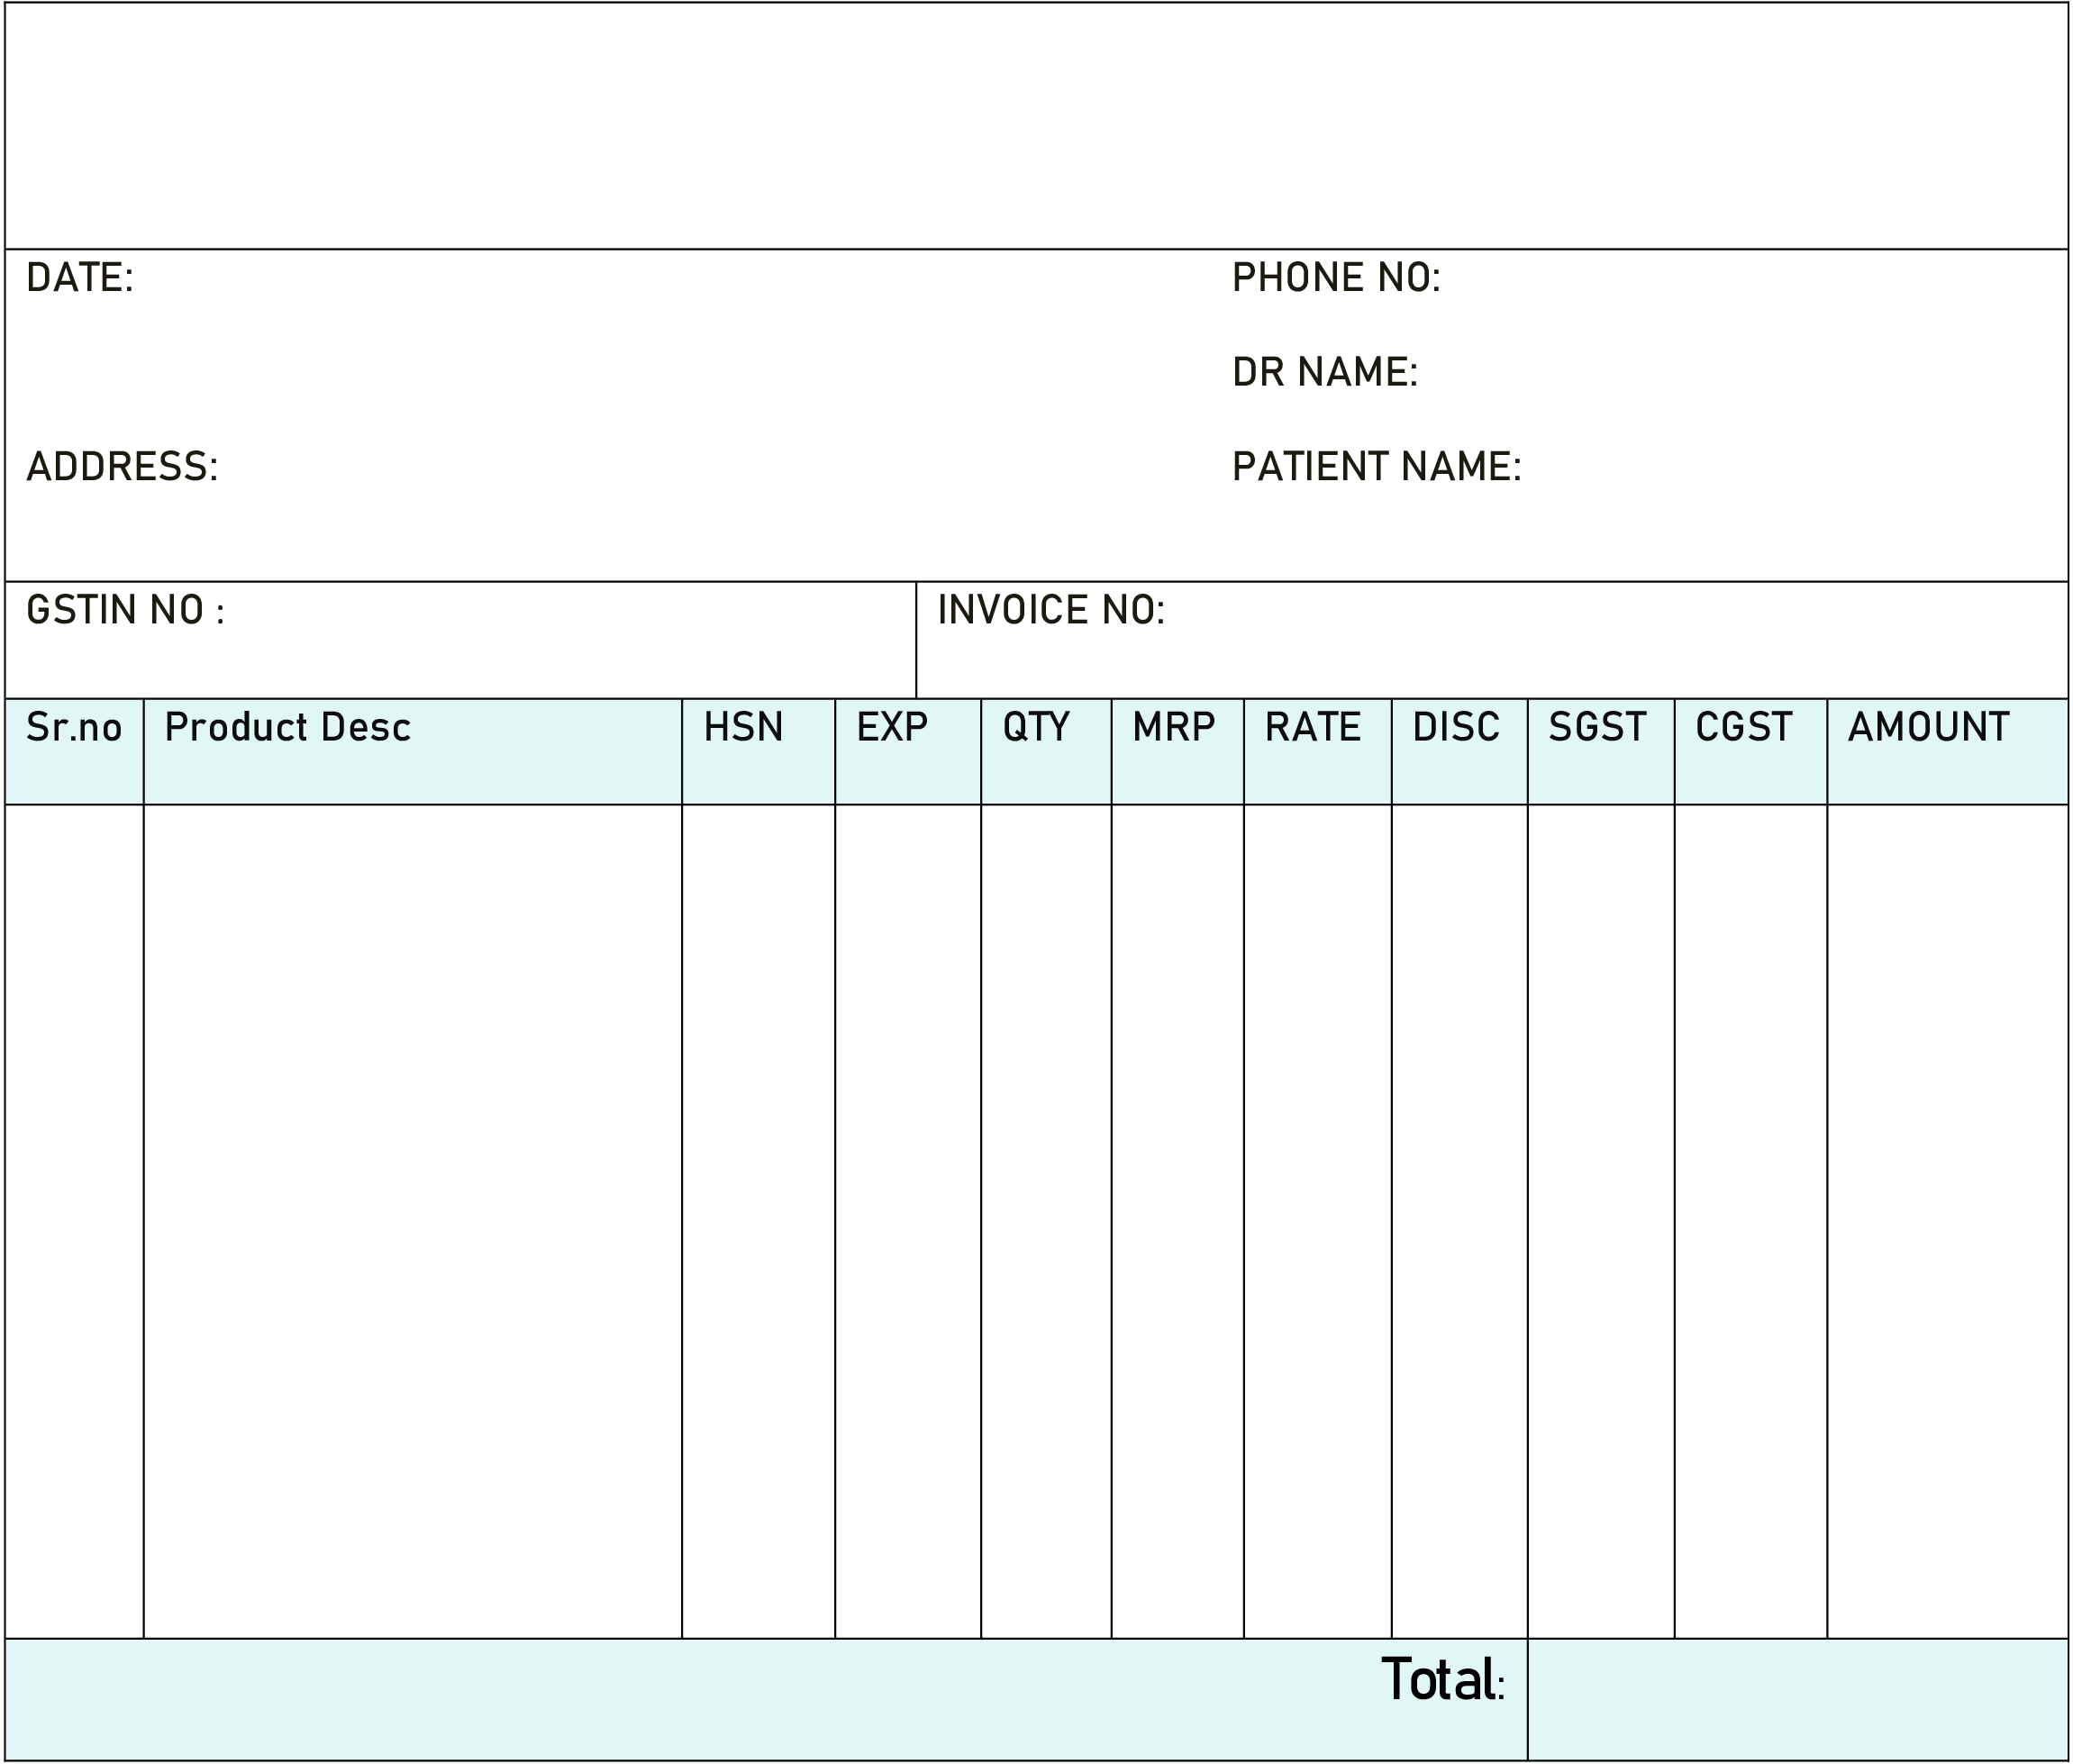 DATE: PHONE NO:
DR NAME:
ADDRESS: PATIENT NAME:
GSTIN NO : INVOICE NO:
Sr.no Product Desc HSN EXP QTY MRP RATE DISC SGST CGST AMOUNT
Total: